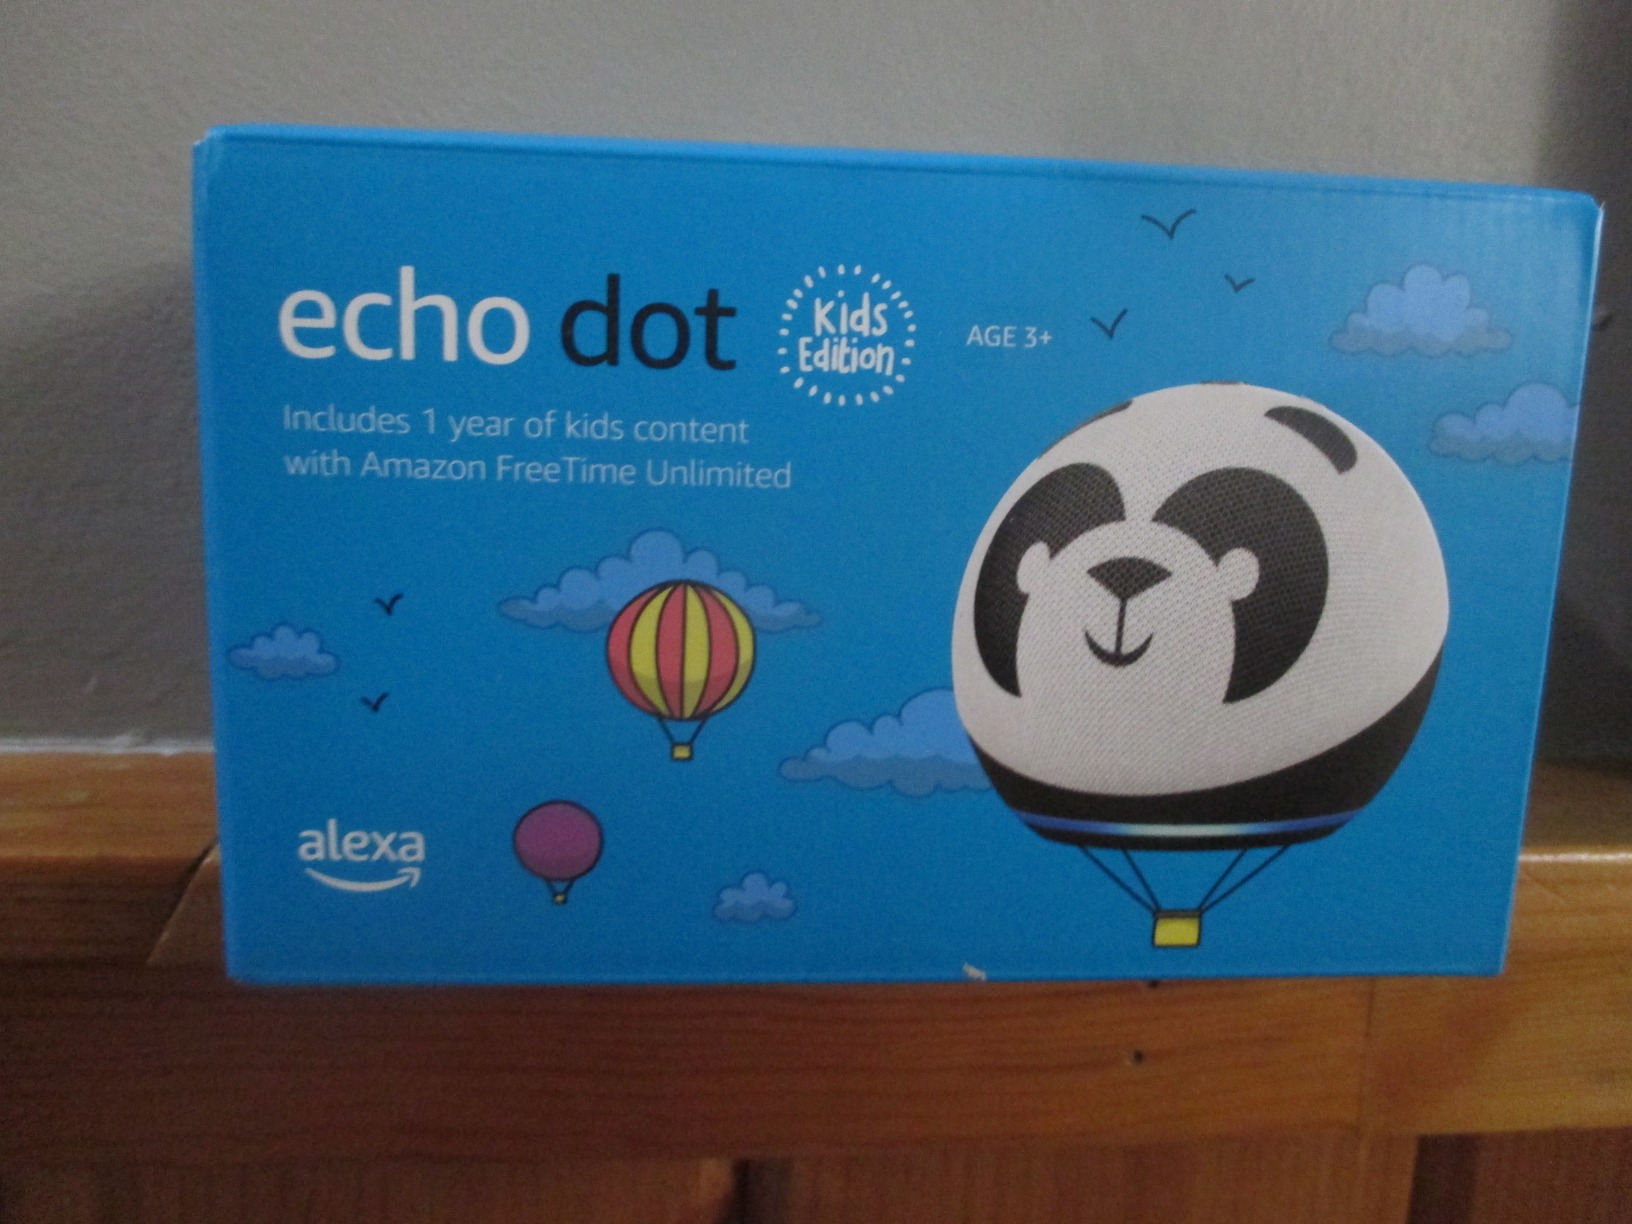 echo dot
Kids
Edition
AGE 3+
Includes 1 year of kids content
with Amazon FreeTime Unlimited
alexa